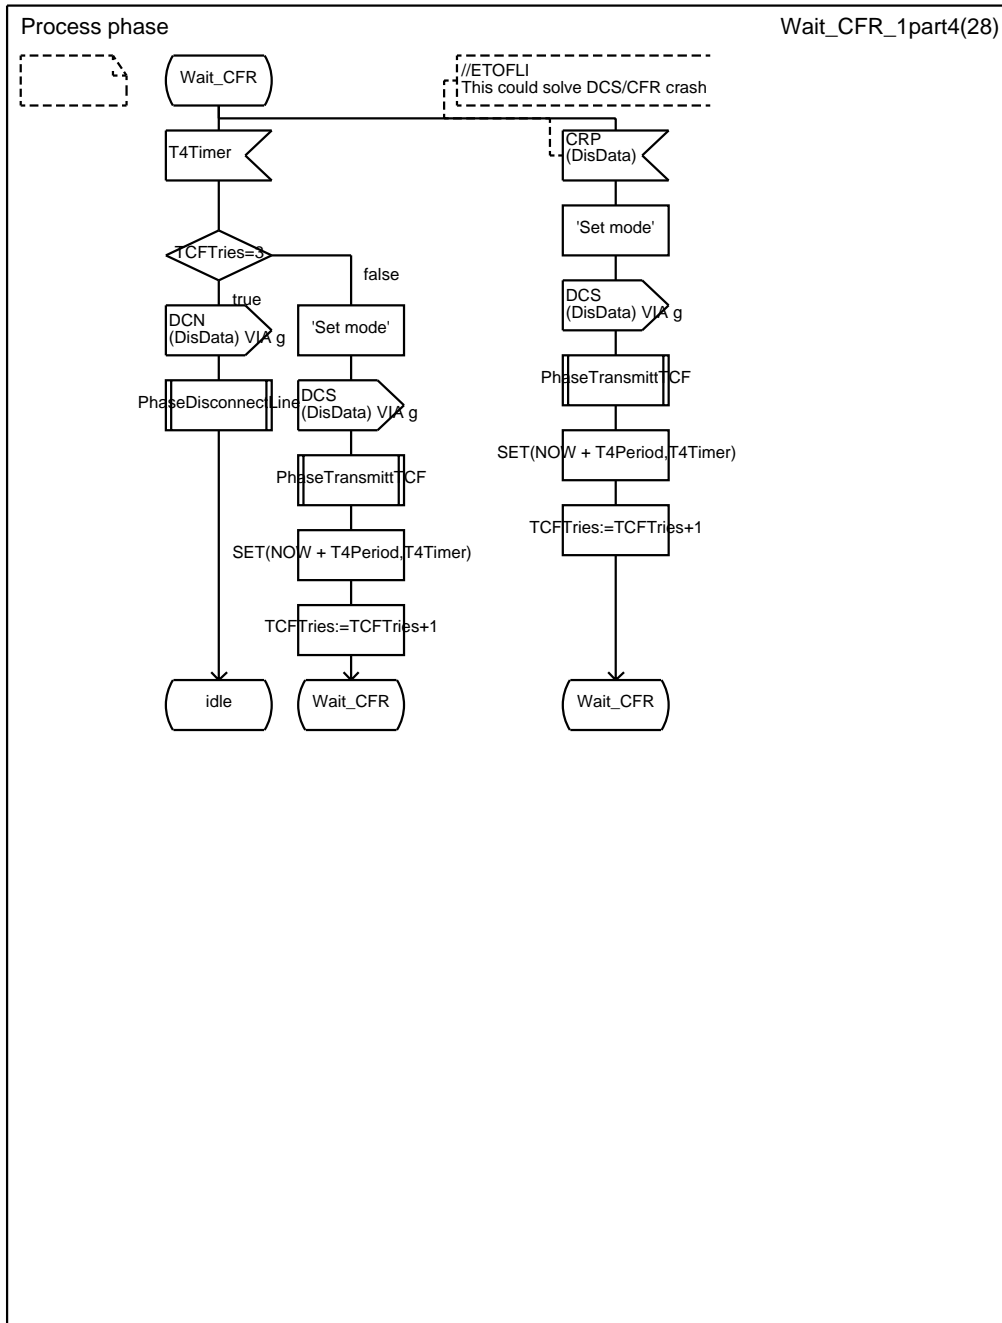 Process phase
Wait_CFR_1part4(28)
Wait_CFR
//ETOFLI
This could solve DCS/CFR crash
T4Timer
CRP
(DisData)
'Set mode'
TCFTries=3
false
true
DCN
(DisData) VIA g
'Set mode'
DCS
(DisData) VIA g
PhaseDisconnectLine
DCS
(DisData) VIA g
PhaseTransmittTCF
PhaseTransmittTCF
SET(NOW + T4Period,T4Timer)
SET(NOW + T4Period,T4Timer)
TCFTries:=TCFTries+1
TCFTries:=TCFTries+1
idle
Wait_CFR
Wait_CFR